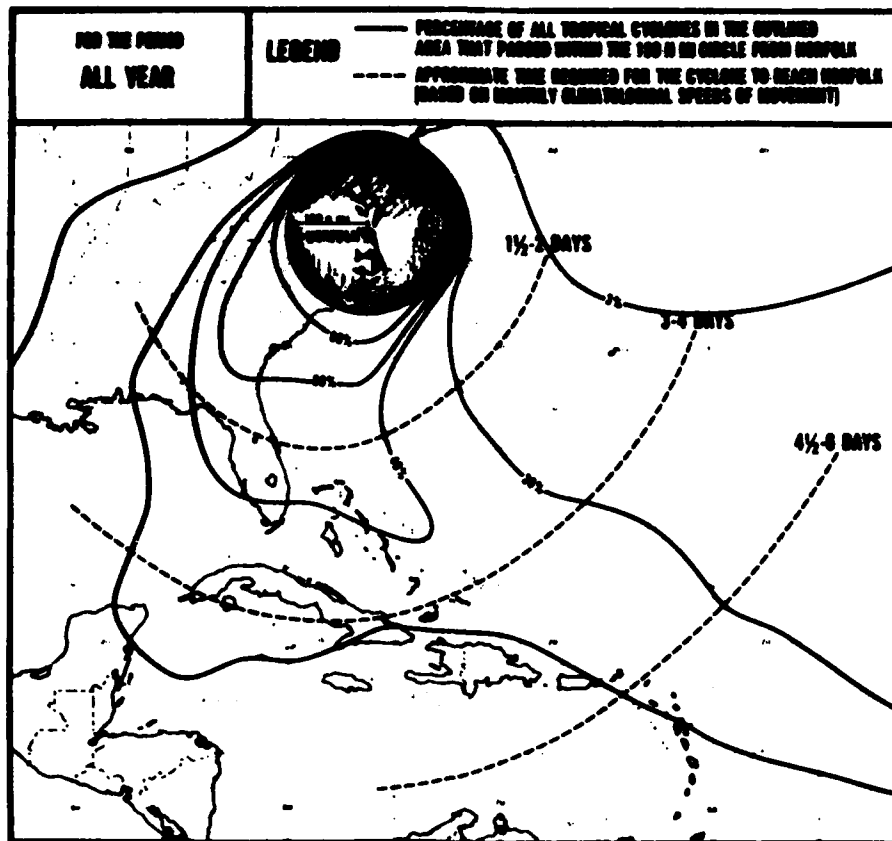 FOR THE PERIOD
ALL YEAR
LEGEND
PERCENTAGE OF ALL TROPICAL CYCLONES IN THE OUTLINED
AREA THAT PASSED WITHIN THE N MI CIRCLE FROM NORFOLK
APPROXIMATE TIME REQUIRED FOR THE CYCLONE TO REACH NORFOLK
(BASED ON MONTHLY CLIMATOLOGICAL SPEEDS OF MOVEMENT)
1½-2 DAYS
3-4 DAYS
4½-6 DAYS